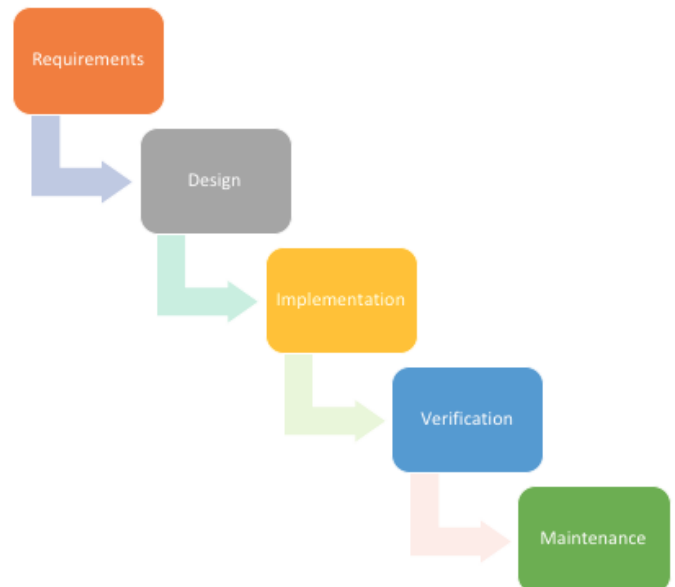 Requirements
Design
Implementation
Verification
Maintenance